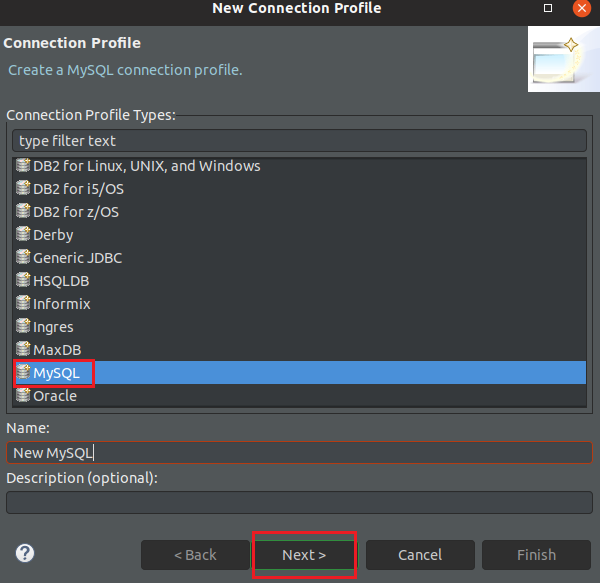 New Connection Profile
Connection Profile
Create a MySQL connection profile.
Connection Profile Types:
type filter text
DB2 for Linux, UNIX, and Windows
DB2 for i5/OS
DB2 for z/OS
Derby
Generic JDBC
HSQLDB
Informix
Ingres
MaxDB
MySQL
Oracle
Name:
New MySQL
Description (optional):
? < Back Next > Cancel Finish